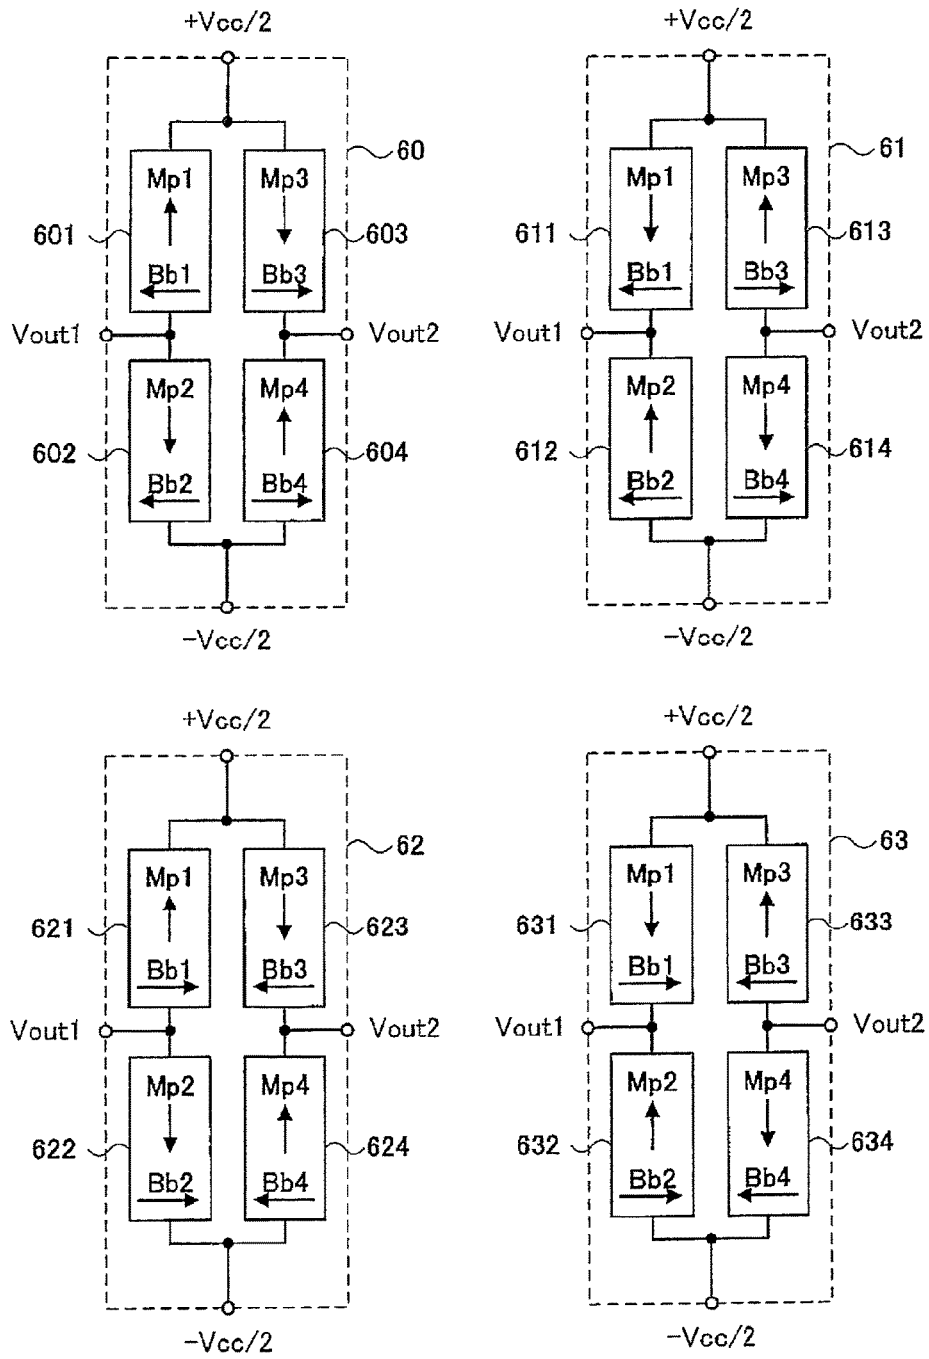 +Vcc/2
+Vcc/2
60
61
Mp1
Mp3
Mp1
Mp3
601
603
611
613
Bb1
Bb3
Bb1
Bb3
Vout1
Vout2
Vout1
Vout2
Mp2
Mp4
Mp2
Mp4
602
604
612
614
Bb2
Bb4
Bb2
Bb4
-Vcc/2
-Vcc/2
+Vcc/2
+Vcc/2
62
63
Mp1
Mp3
Mp1
Mp3
621
623
631
633
Bb1
Bb3
Bb1
Bb3
Vout1
Vout2
Vout1
Vout2
Mp2
Mp4
Mp2
Mp4
622
624
632
634
Bb2
Bb4
Bb2
Bb4
-Vcc/2
-Vcc/2